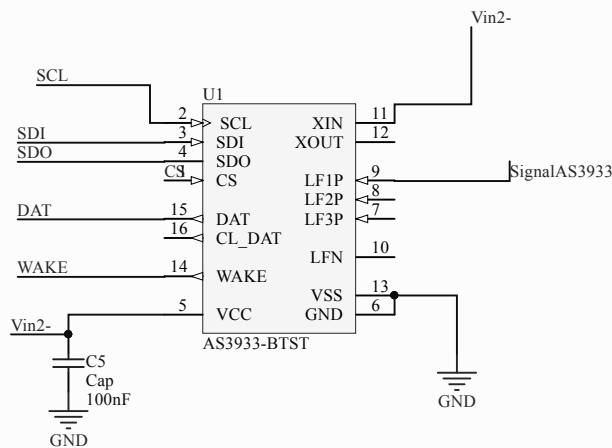 Vin2-
SCL
U1
2 SCL XIN 11
SDI 3 SDI XOUT 12
SDO 4 SDO
CS 1 CS LF1P 9 SignalAS3933
LF2P 8
DAT 15 DAT LF3P 7
16 CL_DAT
LFN 10
WAKE 14 WAKE
VSS 13
5 VCC GND 6
Vin2-
AS3933-BTST
C5
Cap
100nF
GND
GND